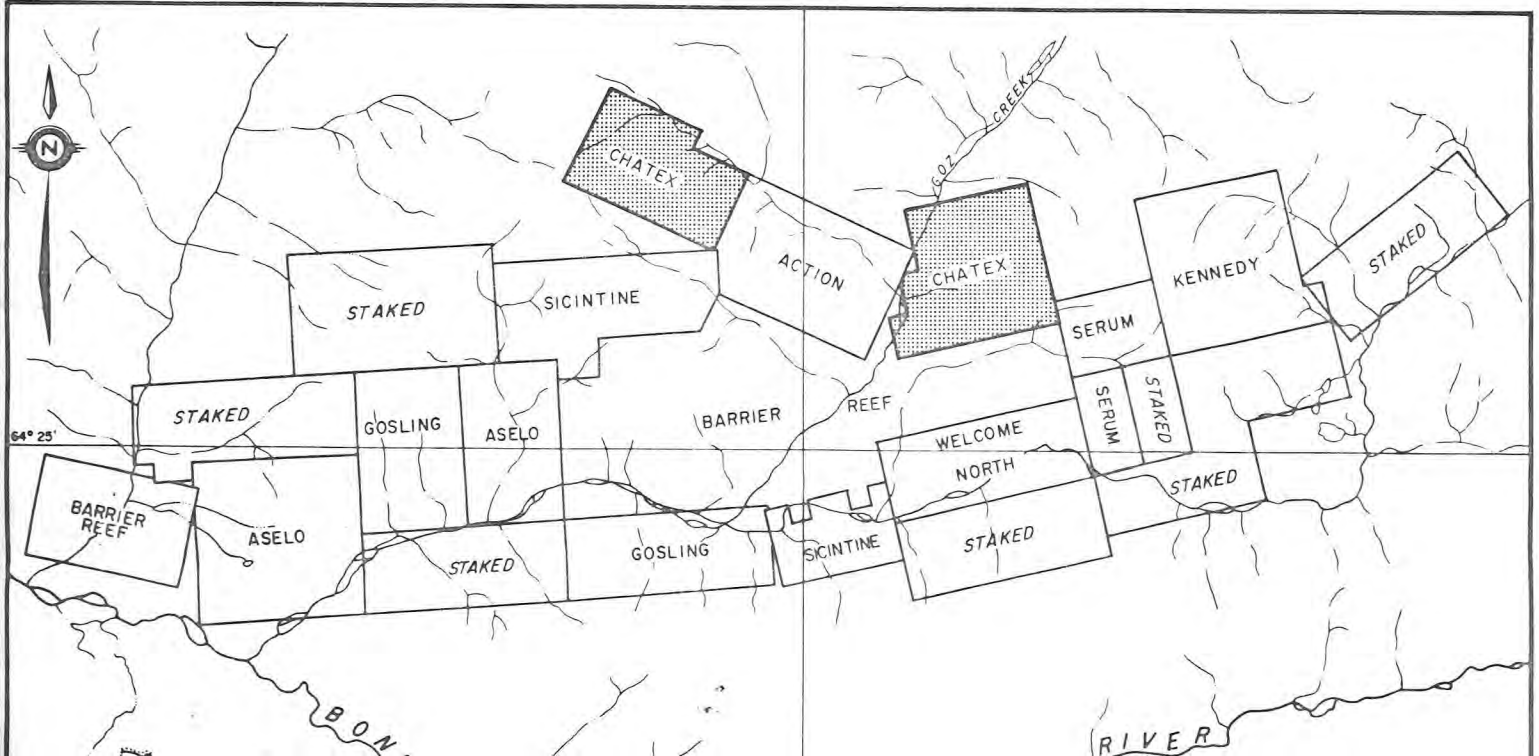 N
GOZ CREEK
CHATEX
ACTION
CHATEX
STAKED
KENNEDY
STAKED
SICINTINE
SERUM
STAKED
GOSLING
ASELO
BARRIER REEF
SERUM
STAKED
64° 25'
WELCOME
NORTH
STAKED
BARRIER
REEF
ASELO
STAKED
GOSLING
SICINTINE
STAKED
BON
RIVER